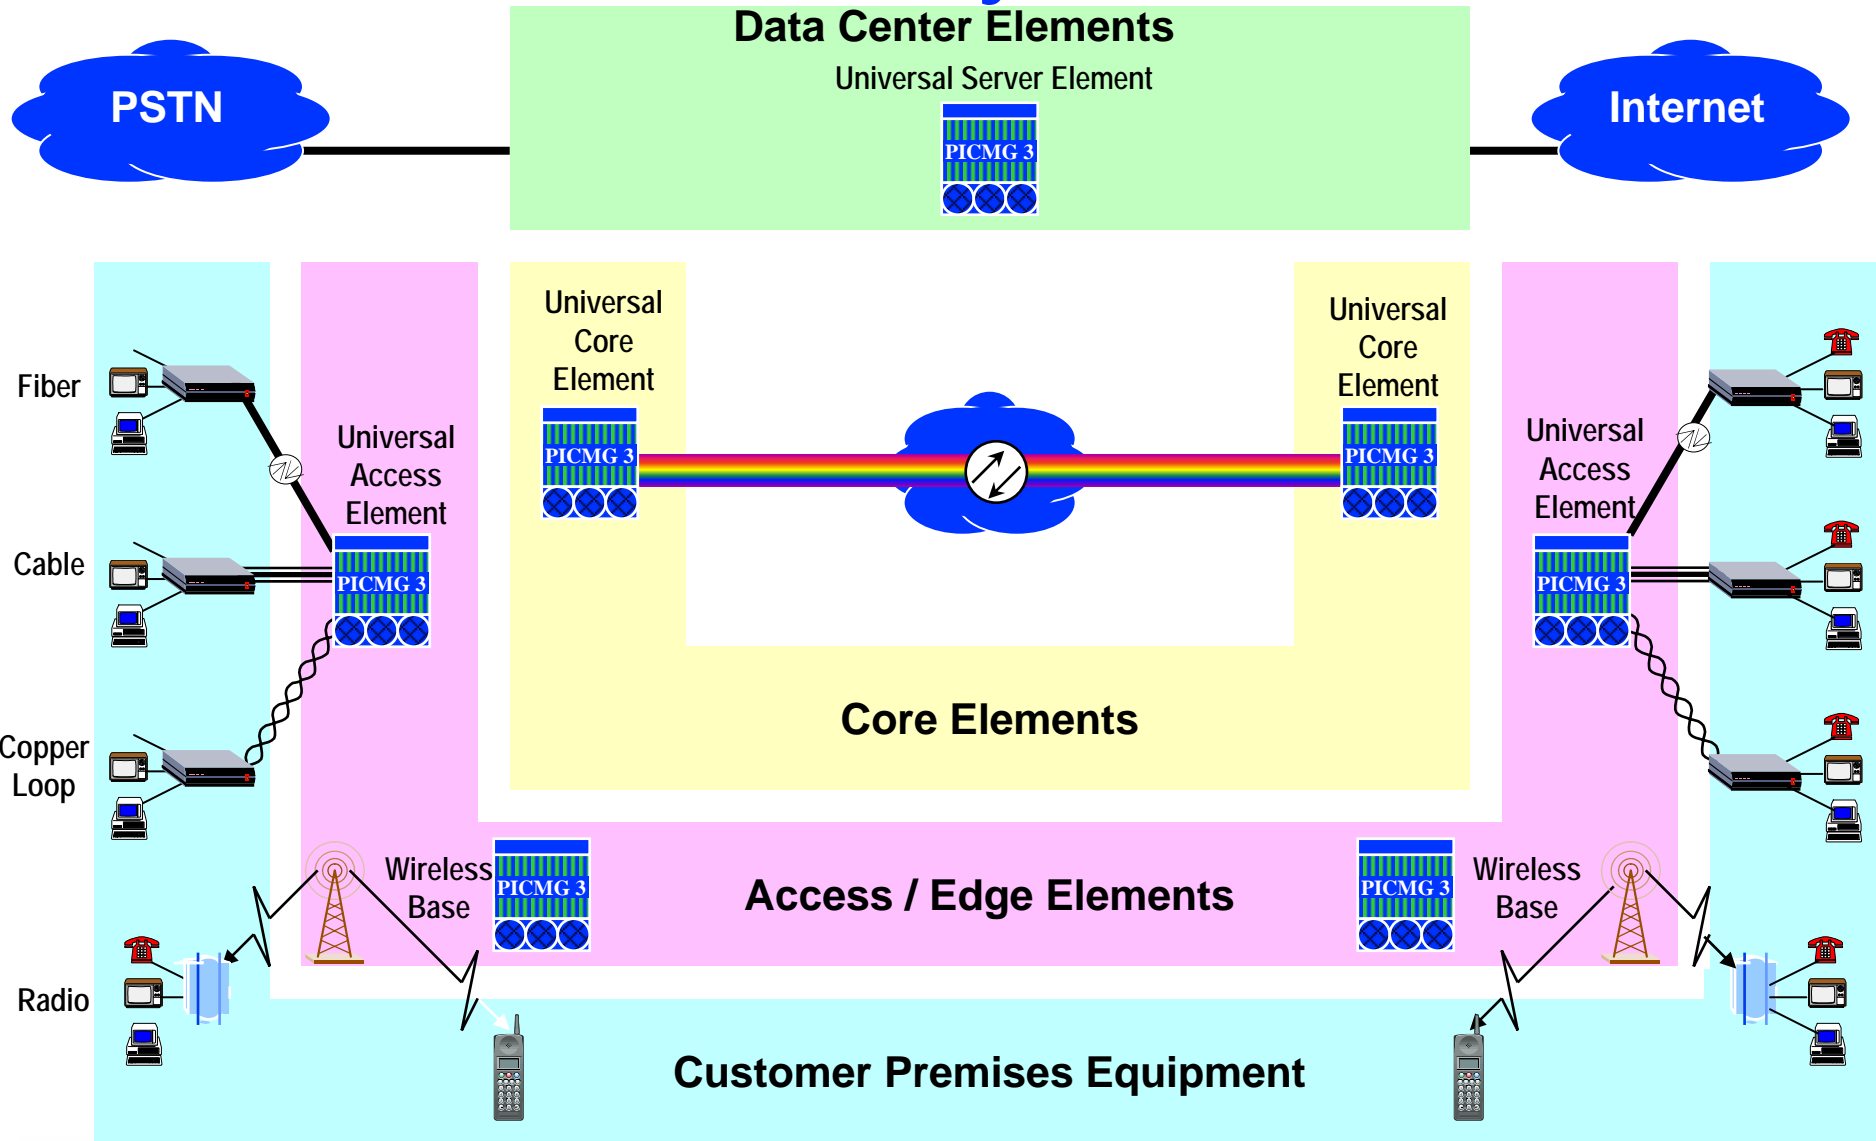 Data Center Elements
Universal Server Element
PSTN
Internet
PICMG 3
Universal
Core
Element
Universal
Core
Element
Fiber
Universal
Access
Element
PICMG 3
PICMG 3
Universal
Access
Element
Cable
PICMG 3
PICMG 3
Core Elements
Copper
Loop
Wireless
Base
PICMG 3
Access / Edge Elements
PICMG 3
Wireless
Base
Radio
Customer Premises Equipment